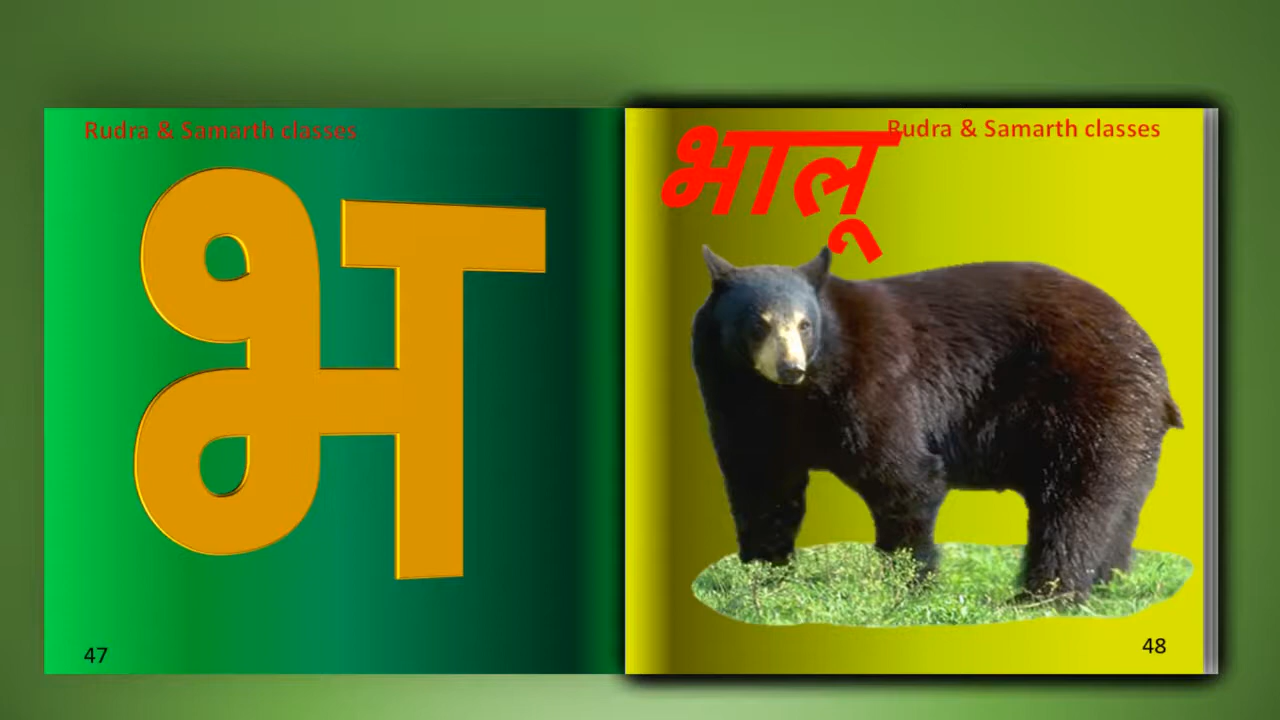 Rudra & Samarth classes
भ
47
Rudra & Samarth classes
भालू
48